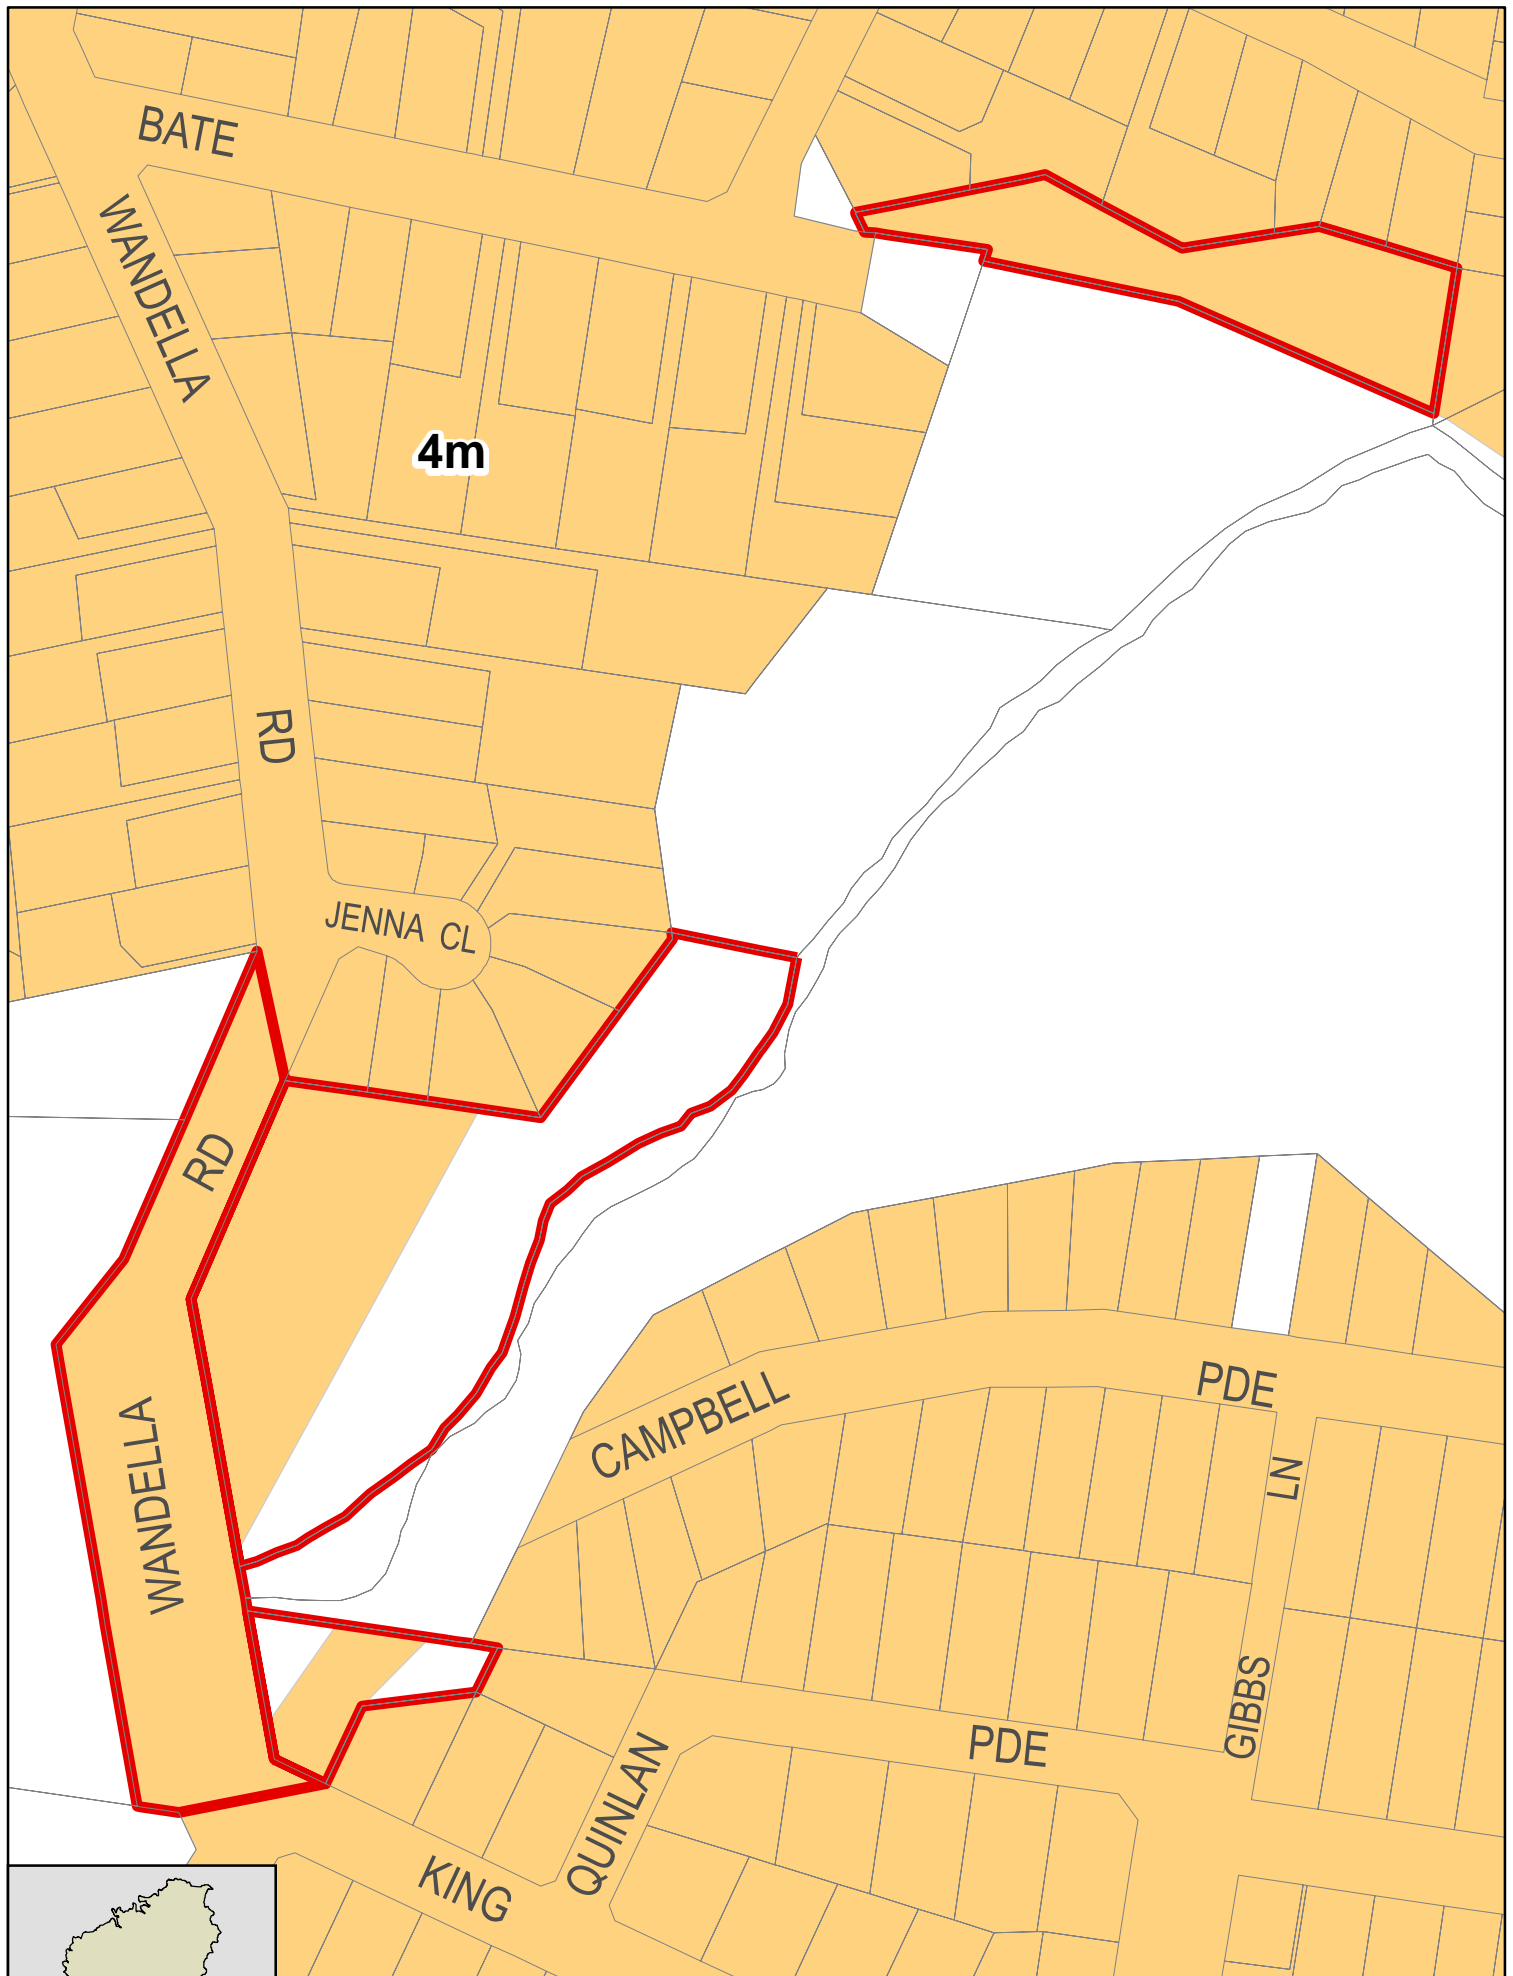 BATE
WANDELLA
4m
RD
JENNA CL
RD
WANDELLA
CAMPBELL
PDE
LN
GIBBS
PDE
QUINLAN
KING